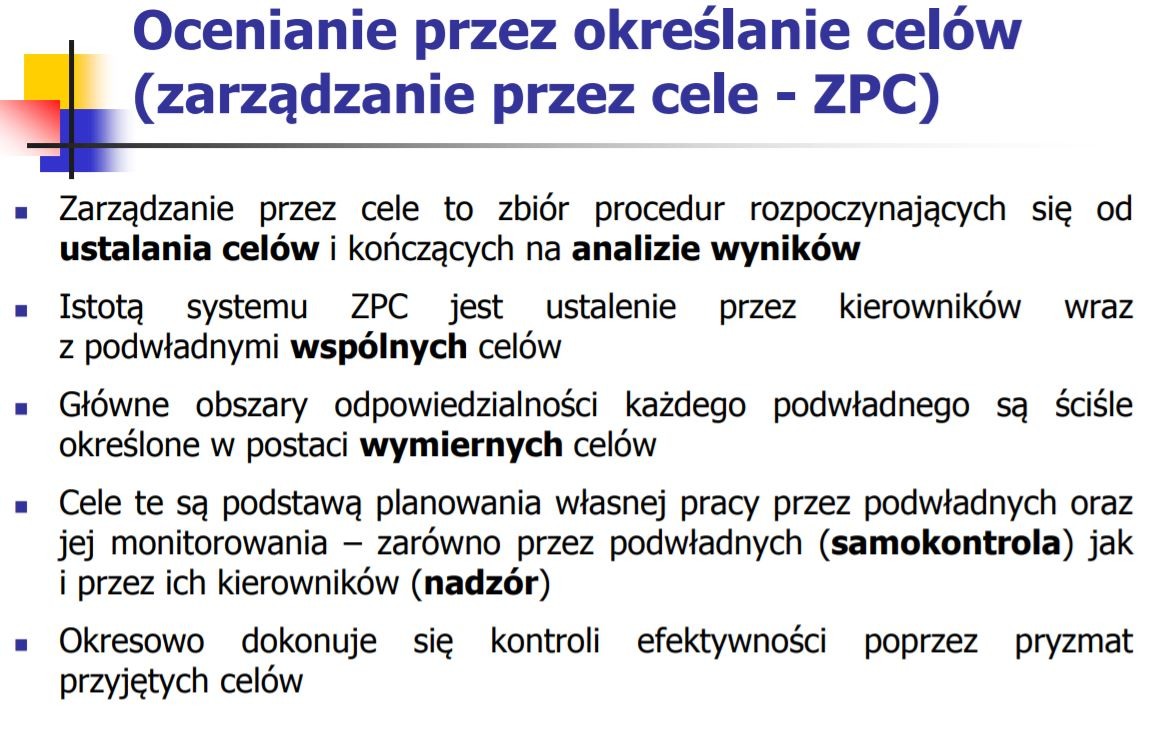 Ocenianie przez określanie celów
(zarządzanie przez cele - ZPC)
Zarządzanie przez cele to zbiór procedur rozpoczynających się od
ustalania celów i kończących na analizie wyników
Istotą systemu ZPC jest ustalenie przez kierowników wraz
z podwładnymi wspólnych celów
Główne obszary odpowiedzialności każdego podwładnego są ściśle
określone w postaci wymiernych celów
Cele te są podstawą planowania własnej pracy przez podwładnych oraz
jej monitorowania – zarówno przez podwładnych (samokontrola) jak
i przez ich kierowników (nadzór)
Okresowo dokonuje się kontroli efektywności poprzez pryzmat
przyjętych celów